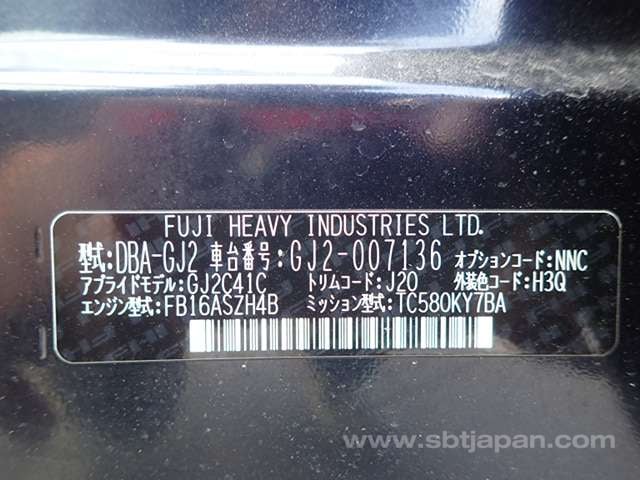 FUJI HEAVY INDUSTRIES LTD.
型式:DBA-GJ2 車台番号:GJ2-007136 オプションコード:NNC
アプライドモデル:GJ2C41C トリムコード:J20 外装色コード:H3Q
エンジン型式:FB16ASZH4B ミッション型式:TC580KY7BA
www.sbtjapan.com